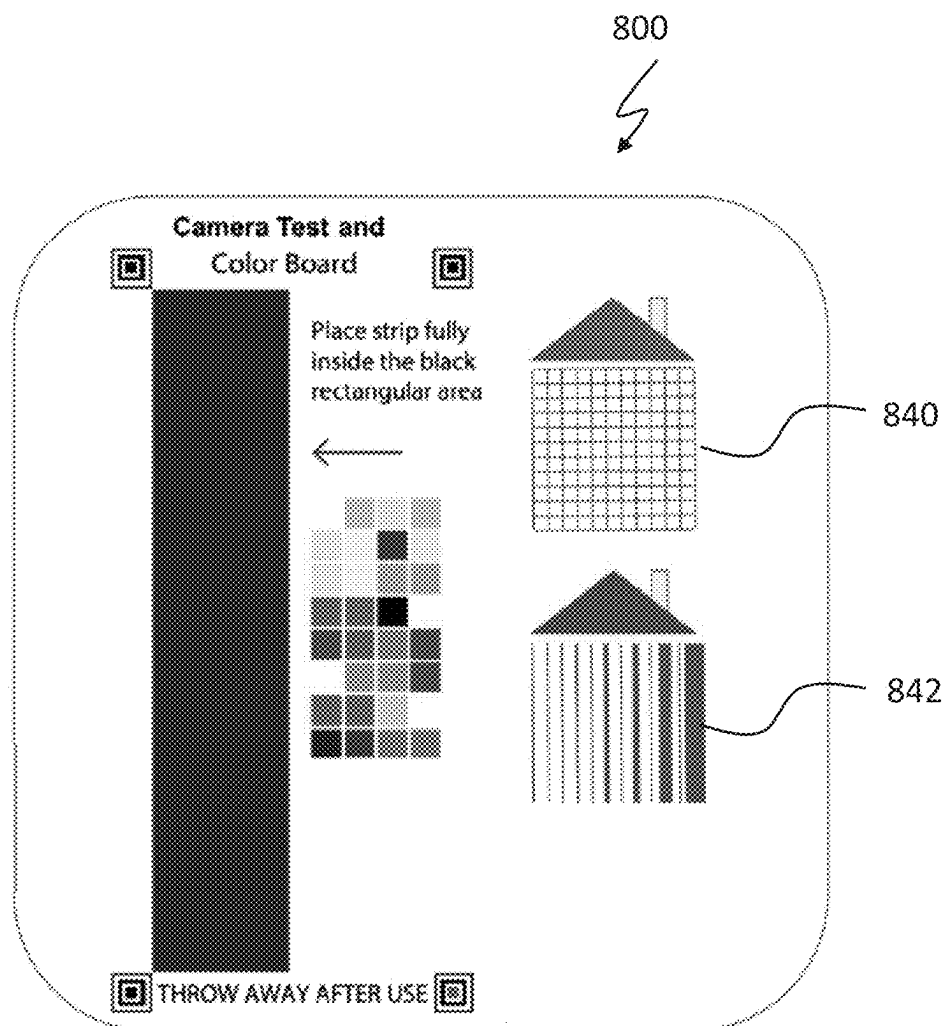 800
Camera Test and
Color Board
Place strip fully
inside the black
rectangular area
840
842
THROW AWAY AFTER USE